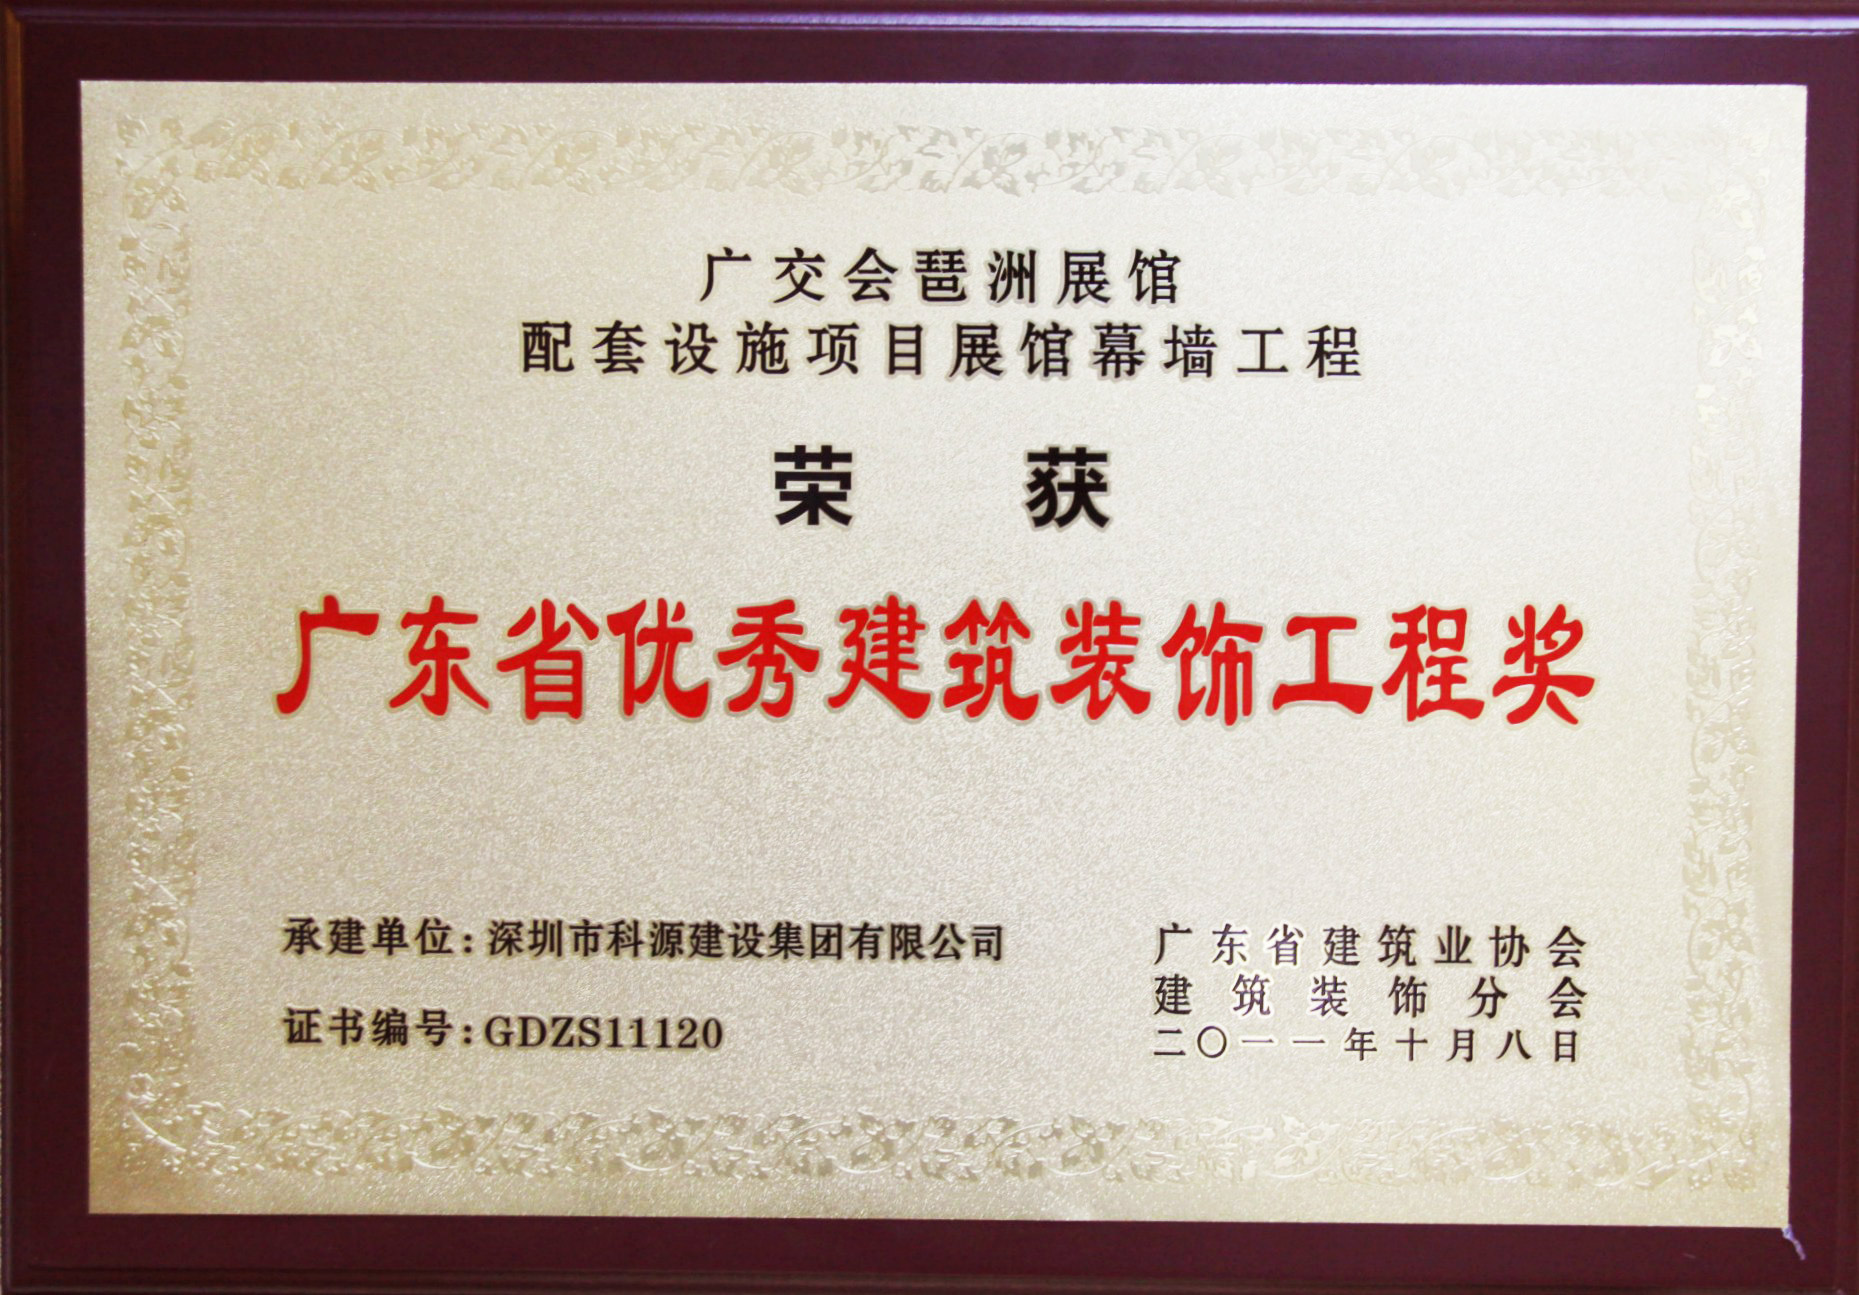 广交会琶洲展馆
配套设施项目展馆幕墙工程
荣获
广东省优秀建筑装饰工程奖
承建单位:深圳市科源建设集团有限公司
证书编号:GDZS11120
广东省建筑业协会
建筑装饰分会
二〇一一年十月八日